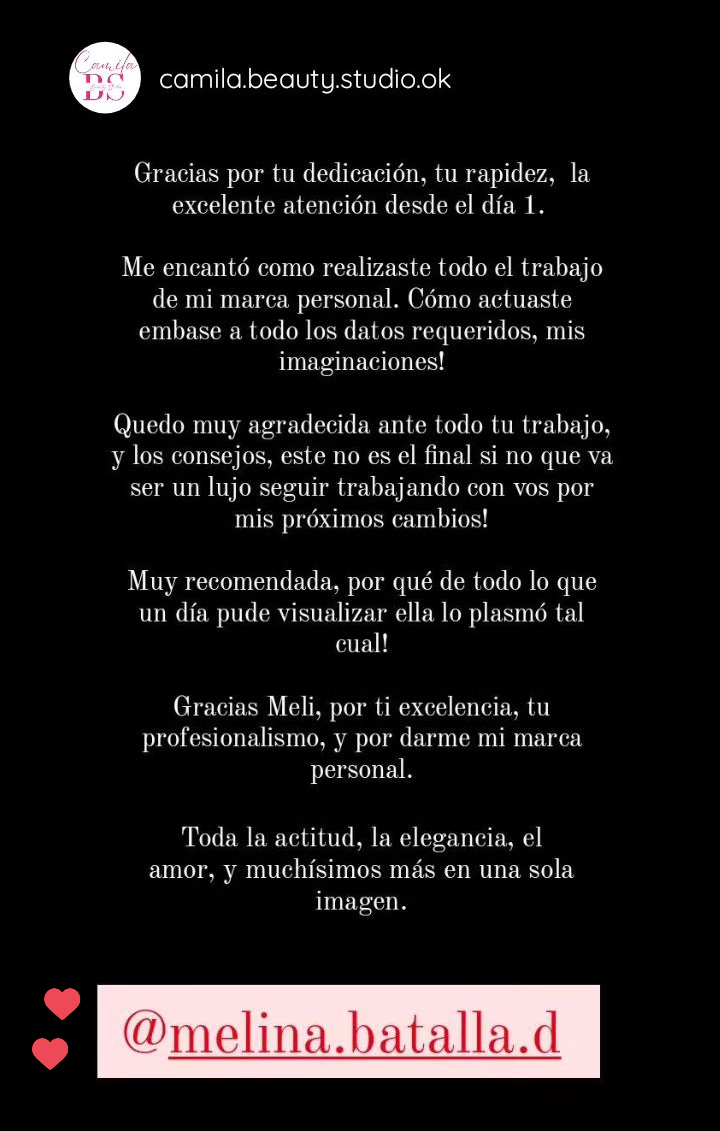 Camila
BS
camila.beauty.studio.ok
Gracias por tu dedicación, tu rapidez, la
excelente atención desde el día 1.
Me encantó como realizaste todo el trabajo
de mi marca personal. Cómo actuaste
embase a todo los datos requeridos, mis
imaginaciones!
Quedo muy agradecida ante todo tu trabajo,
y los consejos, este no es el final si no que va
ser un lujo seguir trabajando con vos por
mis próximos cambios!
Muy recomendada, por qué de todo lo que
un día pude visualizar ella lo plasmó tal
cual!
Gracias Meli, por ti excelencia, tu
profesionalismo, y por darme mi marca
personal.
Toda la actitud, la elegancia, el
amor, y muchísimos más en una sola
imagen.
@melina.batalla.d